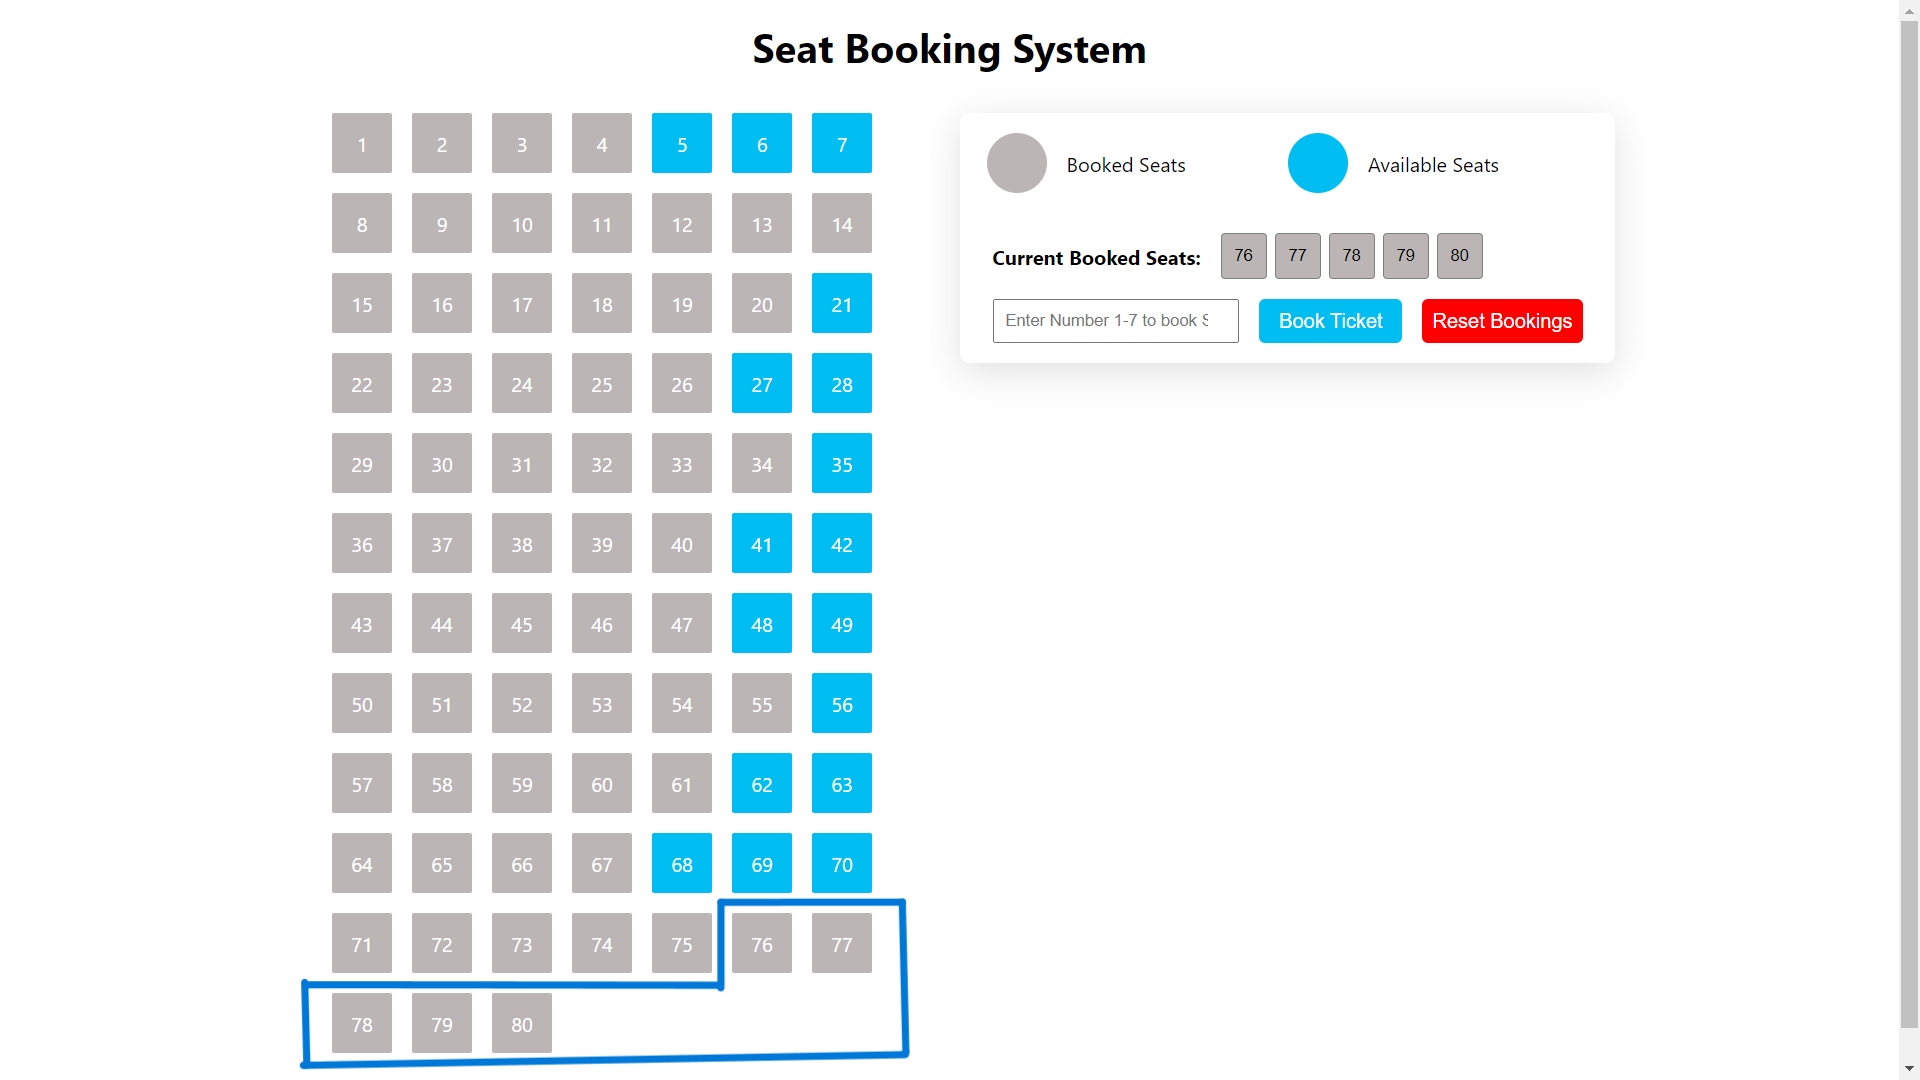 Seat Booking System
1 2 3 4 5 6 7
8 9 10 11 12 13 14
15 16 17 18 19 20 21
22 23 24 25 26 27 28
29 30 31 32 33 34 35
36 37 38 39 40 41 42
43 44 45 46 47 48 49
50 51 52 53 54 55 56
57 58 59 60 61 62 63
64 65 66 67 68 69 70
71 72 73 74 75 76 77
78 79 80
Booked Seats Available Seats
Current Booked Seats: 76 77 78 79 80
Enter Number 1-7 to book Book Ticket Reset Bookings